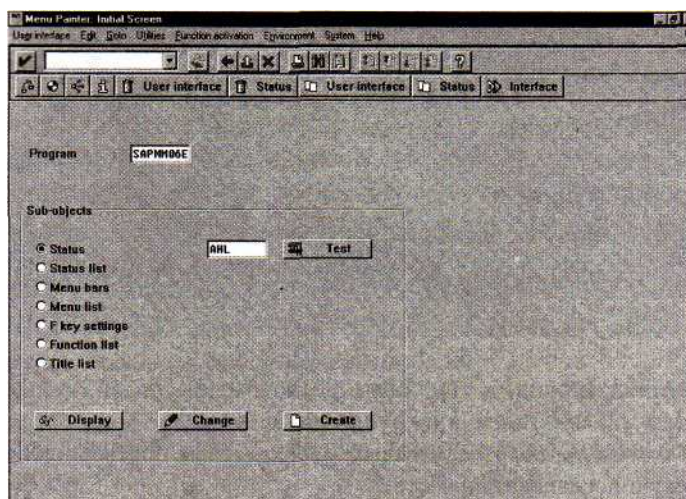 Menu Painter: Initial Screen
User interface Edit Goto Utilities Function activation Environment System Help
User interface Status User interface Status Interface
Program SAPMM06E
Sub-objects
Status AHL Test
Status list
Menu bars
Menu list
F key settings
Function list
Title list
Display Change Create